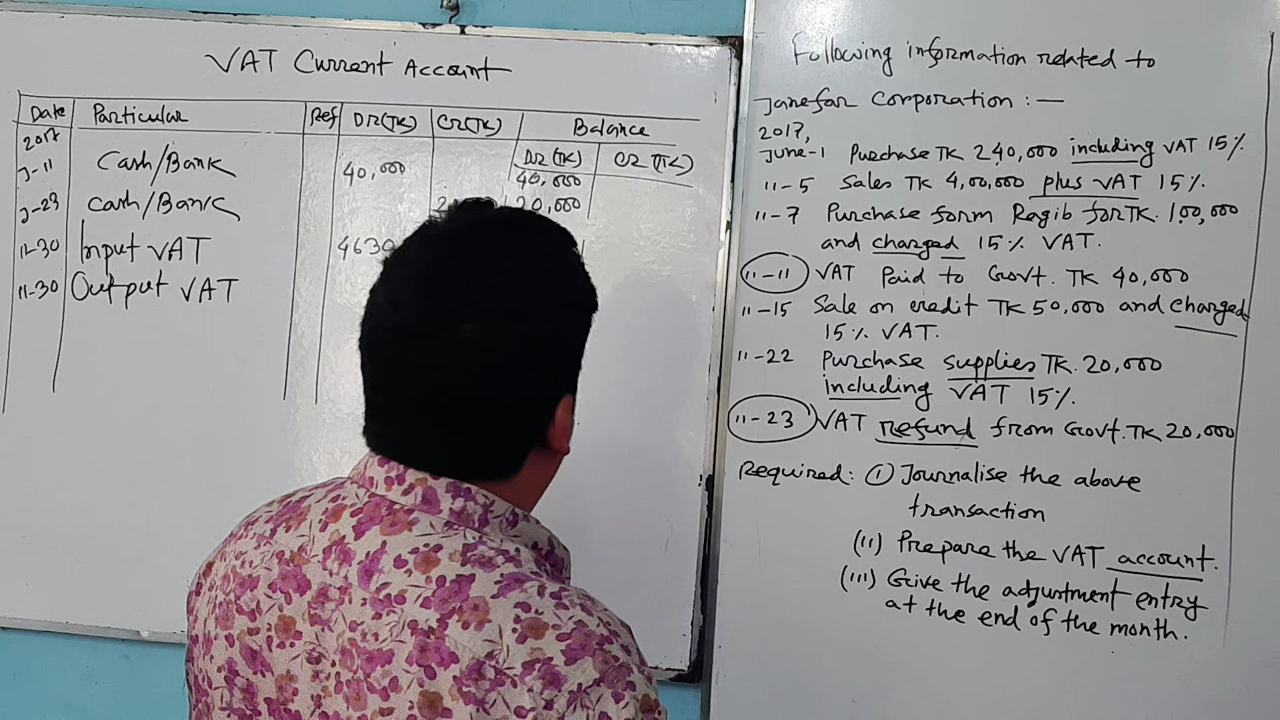 VAT Current Account
Date Particular Ref DR(TK) CR(TK) Balance
2017 DR(TK) CR(TK)
J-11 Cash/Bank 40,000 40,000
J-23 Cash/Bank 20,000
11-30 Input VAT
11-30 Output VAT
Following information related to
Janefar Corporation :—
2017,
June-1 Purchase TK 240,000 including VAT 15%
11-5 Sales TK 4,00,000 plus VAT 15%.
11-7 Purchase form Ragib for TK. 100,000
and charged 15% VAT.
11-11 VAT Paid to Govt. TK 40,000
11-15 Sale on credit TK 50,000 and charged
15% VAT.
11-22 Purchase supplies TK. 20,000
including VAT 15%.
11-23 VAT refund from Govt. TK 20,000
Required: (i) Journalise the above
transaction
(ii) Prepare the VAT account.
(iii) Give the adjustment entry
at the end of the month.